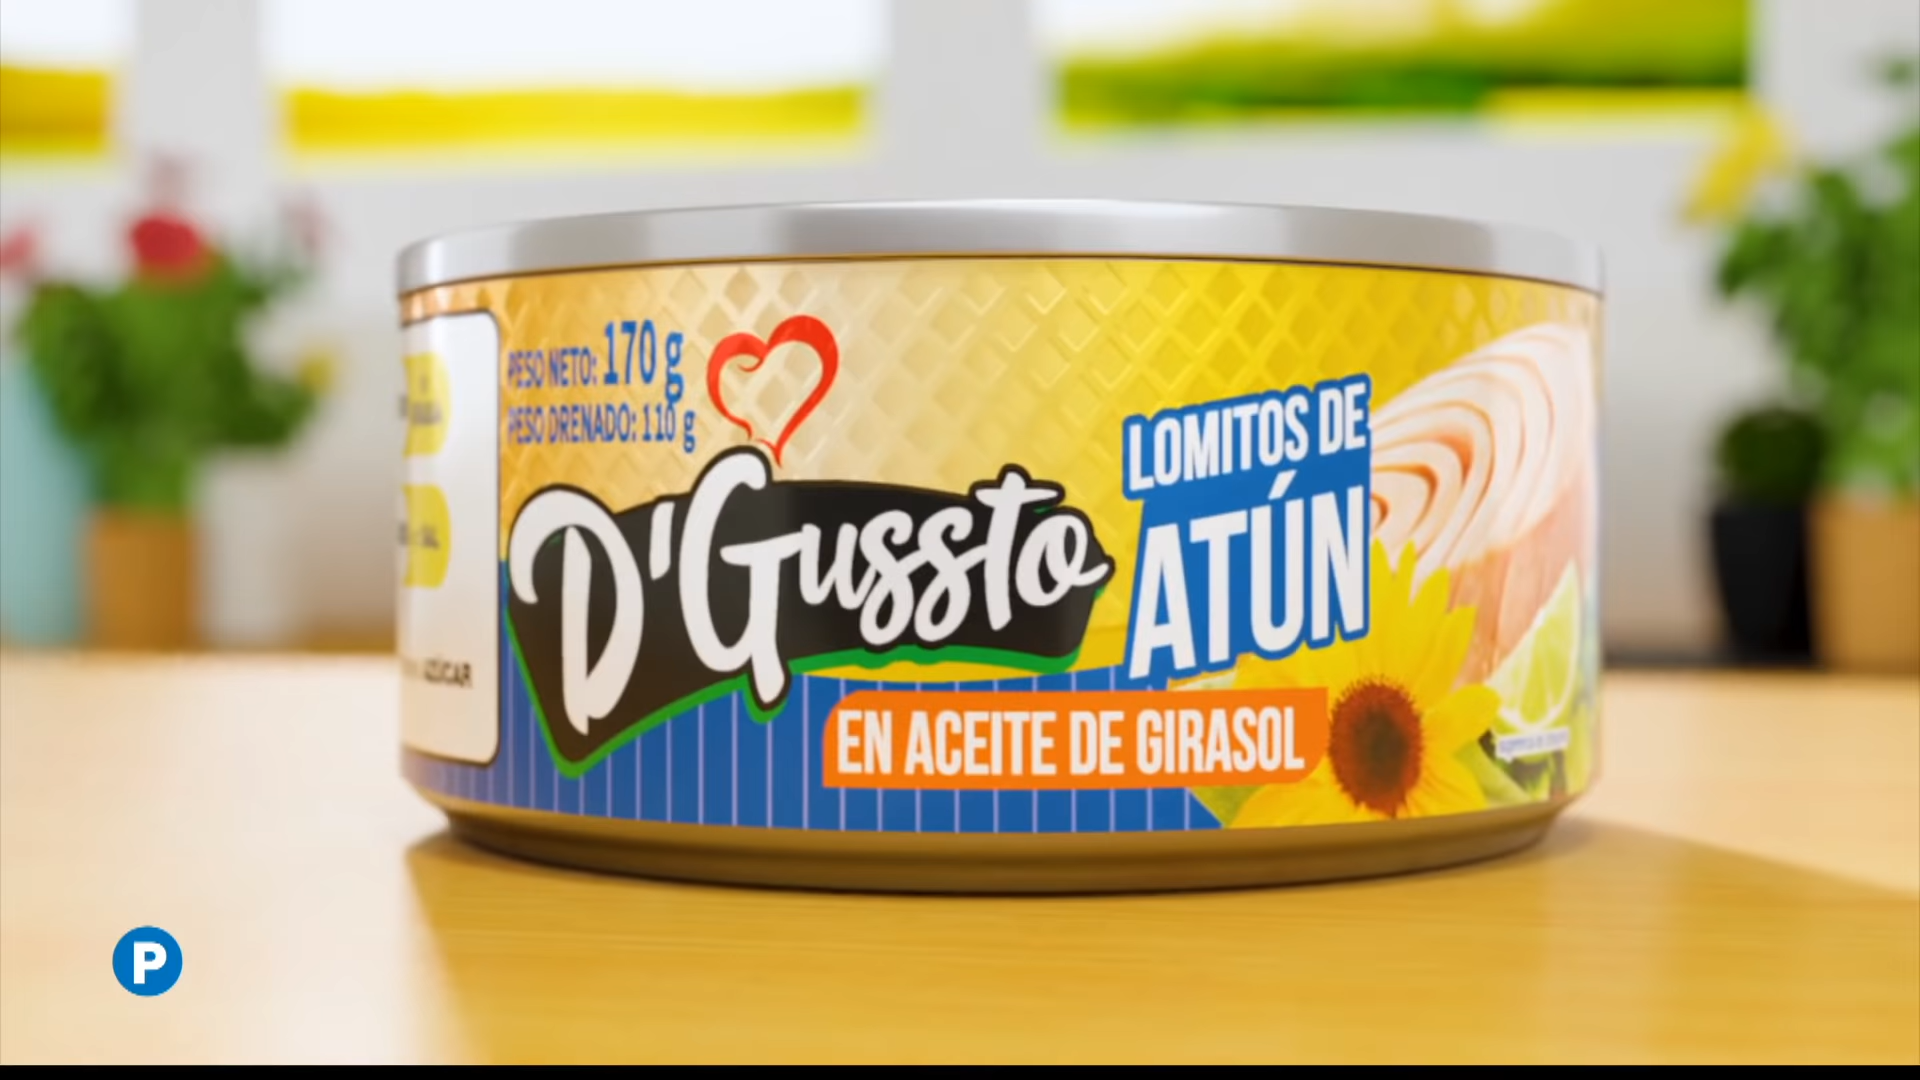 PESO NETO: 170 g
PESO DRENADO: 110 g
D'Gussto
LOMITOS DE
ATÚN
EN ACEITE DE GIRASOL
AZÚCAR
P